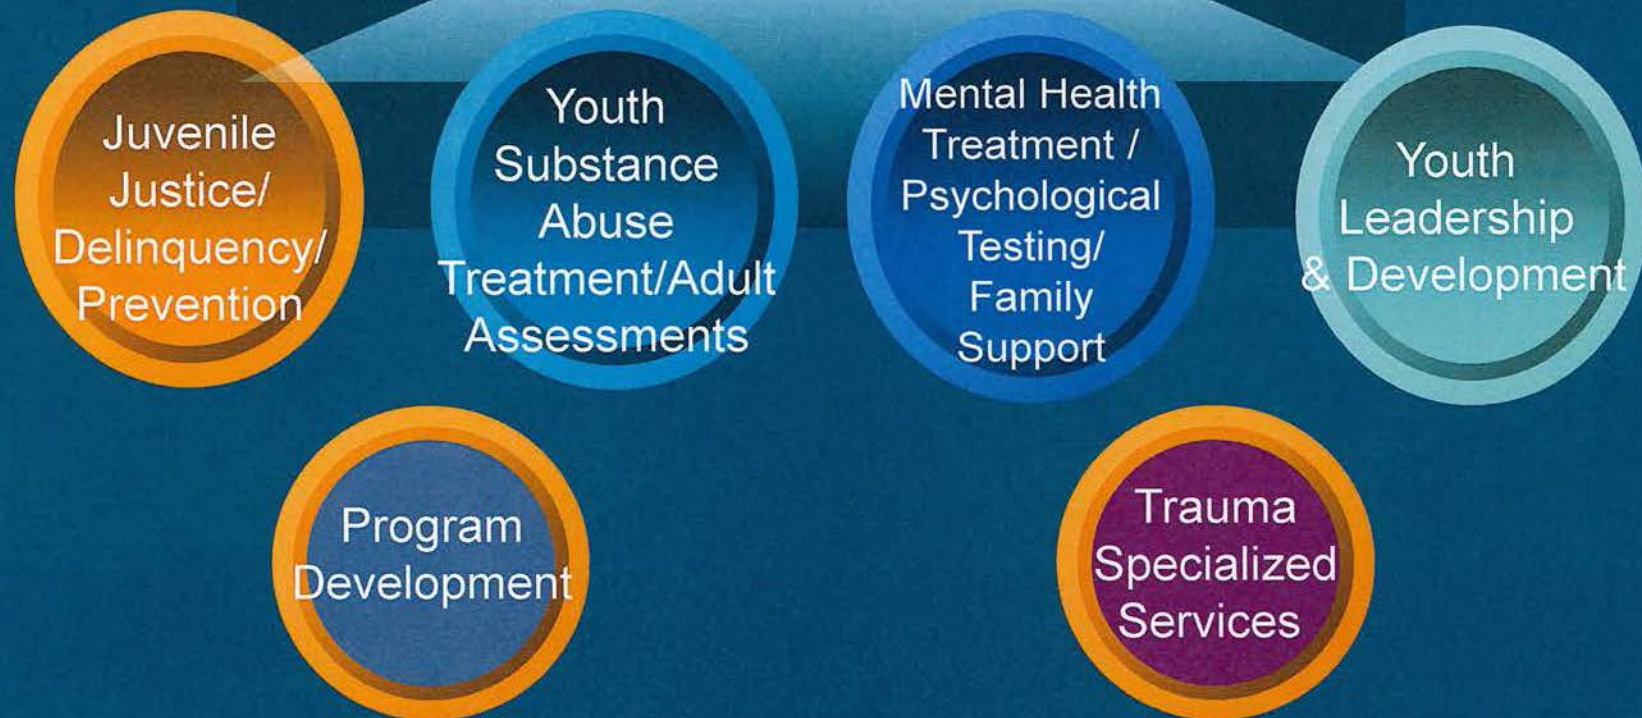 Juvenile
Justice/
Delinquency/
Prevention
Youth
Substance
Abuse
Treatment/Adult
Assessments
Mental Health
Treatment /
Psychological
Testing/
Family
Support
Youth
Leadership
& Development
Program
Development
Trauma
Specialized
Services